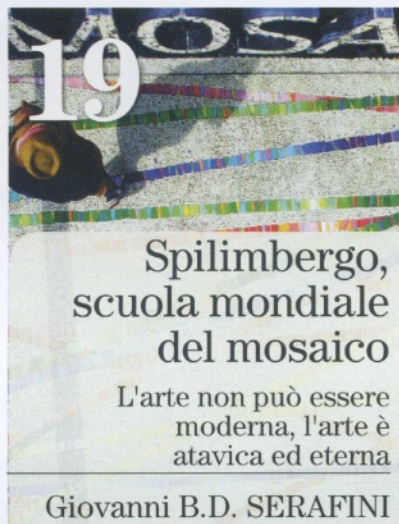 MOSA
19
Spilimbergo,
scuola mondiale
del mosaico
L'arte non può essere
moderna, l'arte è
atavica ed eterna
Giovanni B.D. SERAFINI